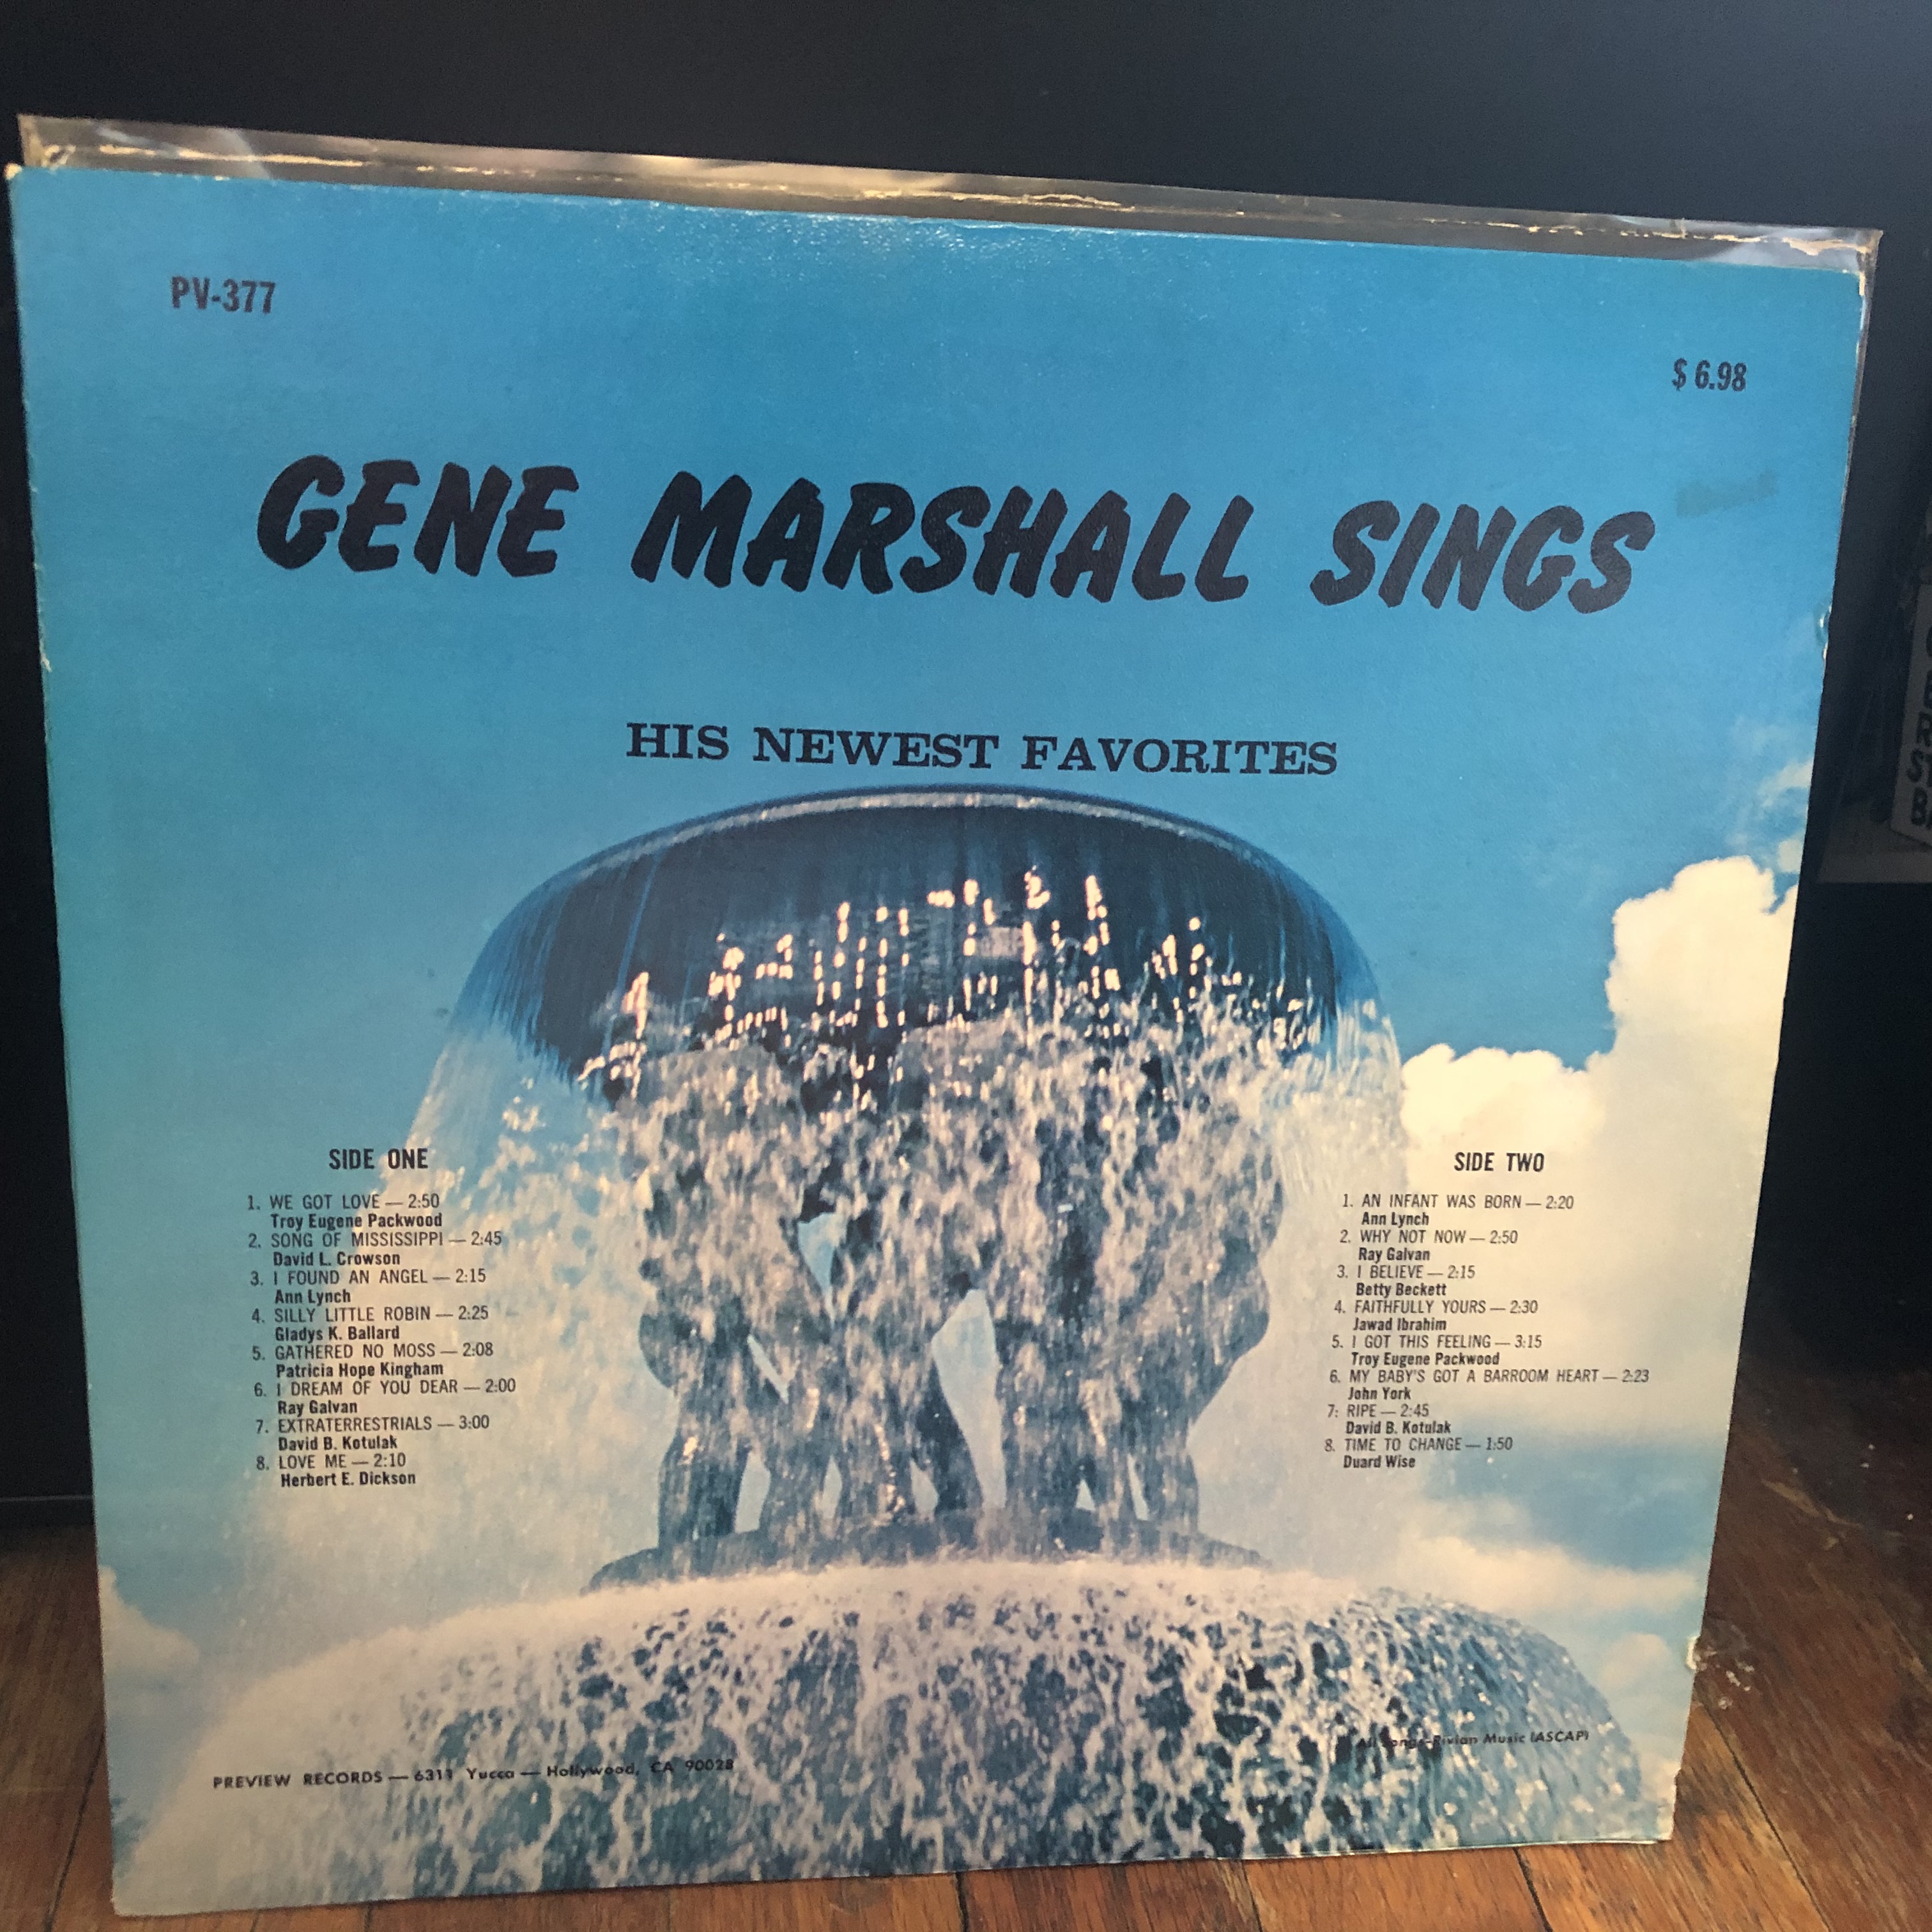 PV-377
$ 6.98
GENE MARSHALL SINGS
HIS NEWEST FAVORITES
SIDE ONE
1. WE GOT LOVE — 2:50
Troy Eugene Packwood
2. SONG OF MISSISSIPPI — 2:45
David L. Crowson
3. I FOUND AN ANGEL — 2:15
Ann Lynch
4. SILLY LITTLE ROBIN — 2:25
Gladys K. Ballard
5. GATHERED NO MOSS — 2:08
Patricia Hope Kingham
6. I DREAM OF YOU DEAR — 2:00
Ray Galvan
7. EXTRATERRESTRIALS — 3:00
David B. Kotulak
8. LOVE ME — 2:10
Herbert E. Dickson
SIDE TWO
1. AN INFANT WAS BORN — 2:20
Ann Lynch
2. WHY NOT NOW — 2:50
Ray Galvan
3. I BELIEVE — 2:15
Betty Beckett
4. FAITHFULLY YOURS — 2:30
Jawad Ibrahim
5. I GOT THIS FEELING — 3:15
Troy Eugene Packwood
6. MY BABY'S GOT A BARROOM HEART — 2:23
John York
7: RIPE — 2:45
David B. Kotulak
8. TIME TO CHANGE — 1:50
Duard Wise
All Songs-Rivian Music (ASCAP)
PREVIEW RECORDS — 6311 Yucca — Hollywood, CA 90028